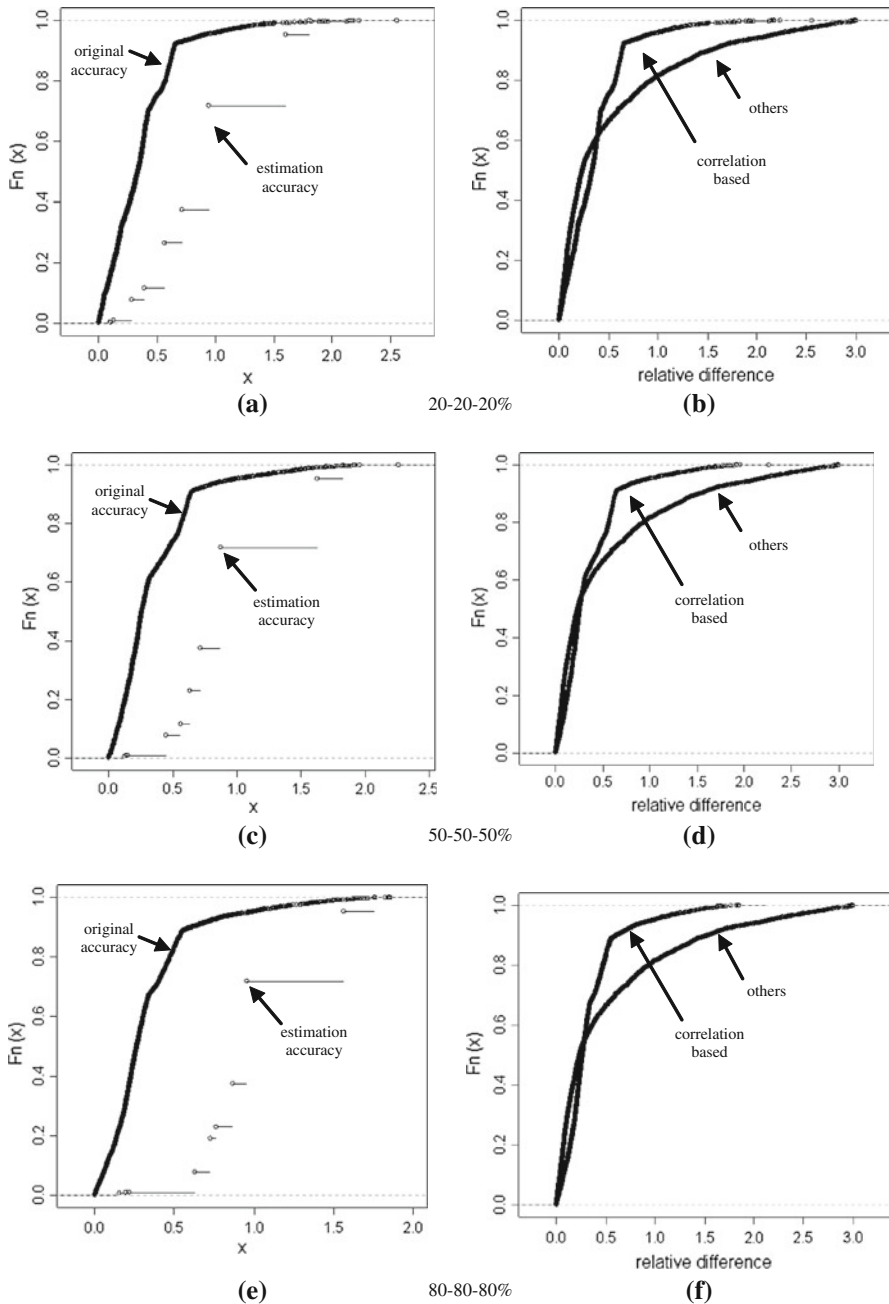 1.0
0.8
0.6
0.4
0.2
0.0
Fn (x)
original
accuracy
estimation
accuracy
0.0 0.5 1.0 1.5 2.0 2.5
x
(a)
1.0
0.8
0.6
0.4
0.2
0.0
Fn (x)
others
correlation
based
0.0 0.5 1.0 1.5 2.0 2.5 3.0
relative difference
(b)
20-20-20%
1.0
0.8
0.6
0.4
0.2
0.0
Fn (x)
original
accuracy
estimation
accuracy
0.0 0.5 1.0 1.5 2.0 2.5
x
(c)
1.0
0.8
0.6
0.4
0.2
0.0
Fn (x)
others
correlation
based
0.0 0.5 1.0 1.5 2.0 2.5 3.0
relative difference
(d)
50-50-50%
1.0
0.8
0.6
0.4
0.2
0.0
Fn (x)
original
accuracy
estimation
accuracy
0.0 0.5 1.0 1.5 2.0
x
(e)
1.0
0.8
0.6
0.4
0.2
0.0
Fn (x)
others
correlation
based
0.0 0.5 1.0 1.5 2.0 2.5 3.0
relative difference
(f)
80-80-80%